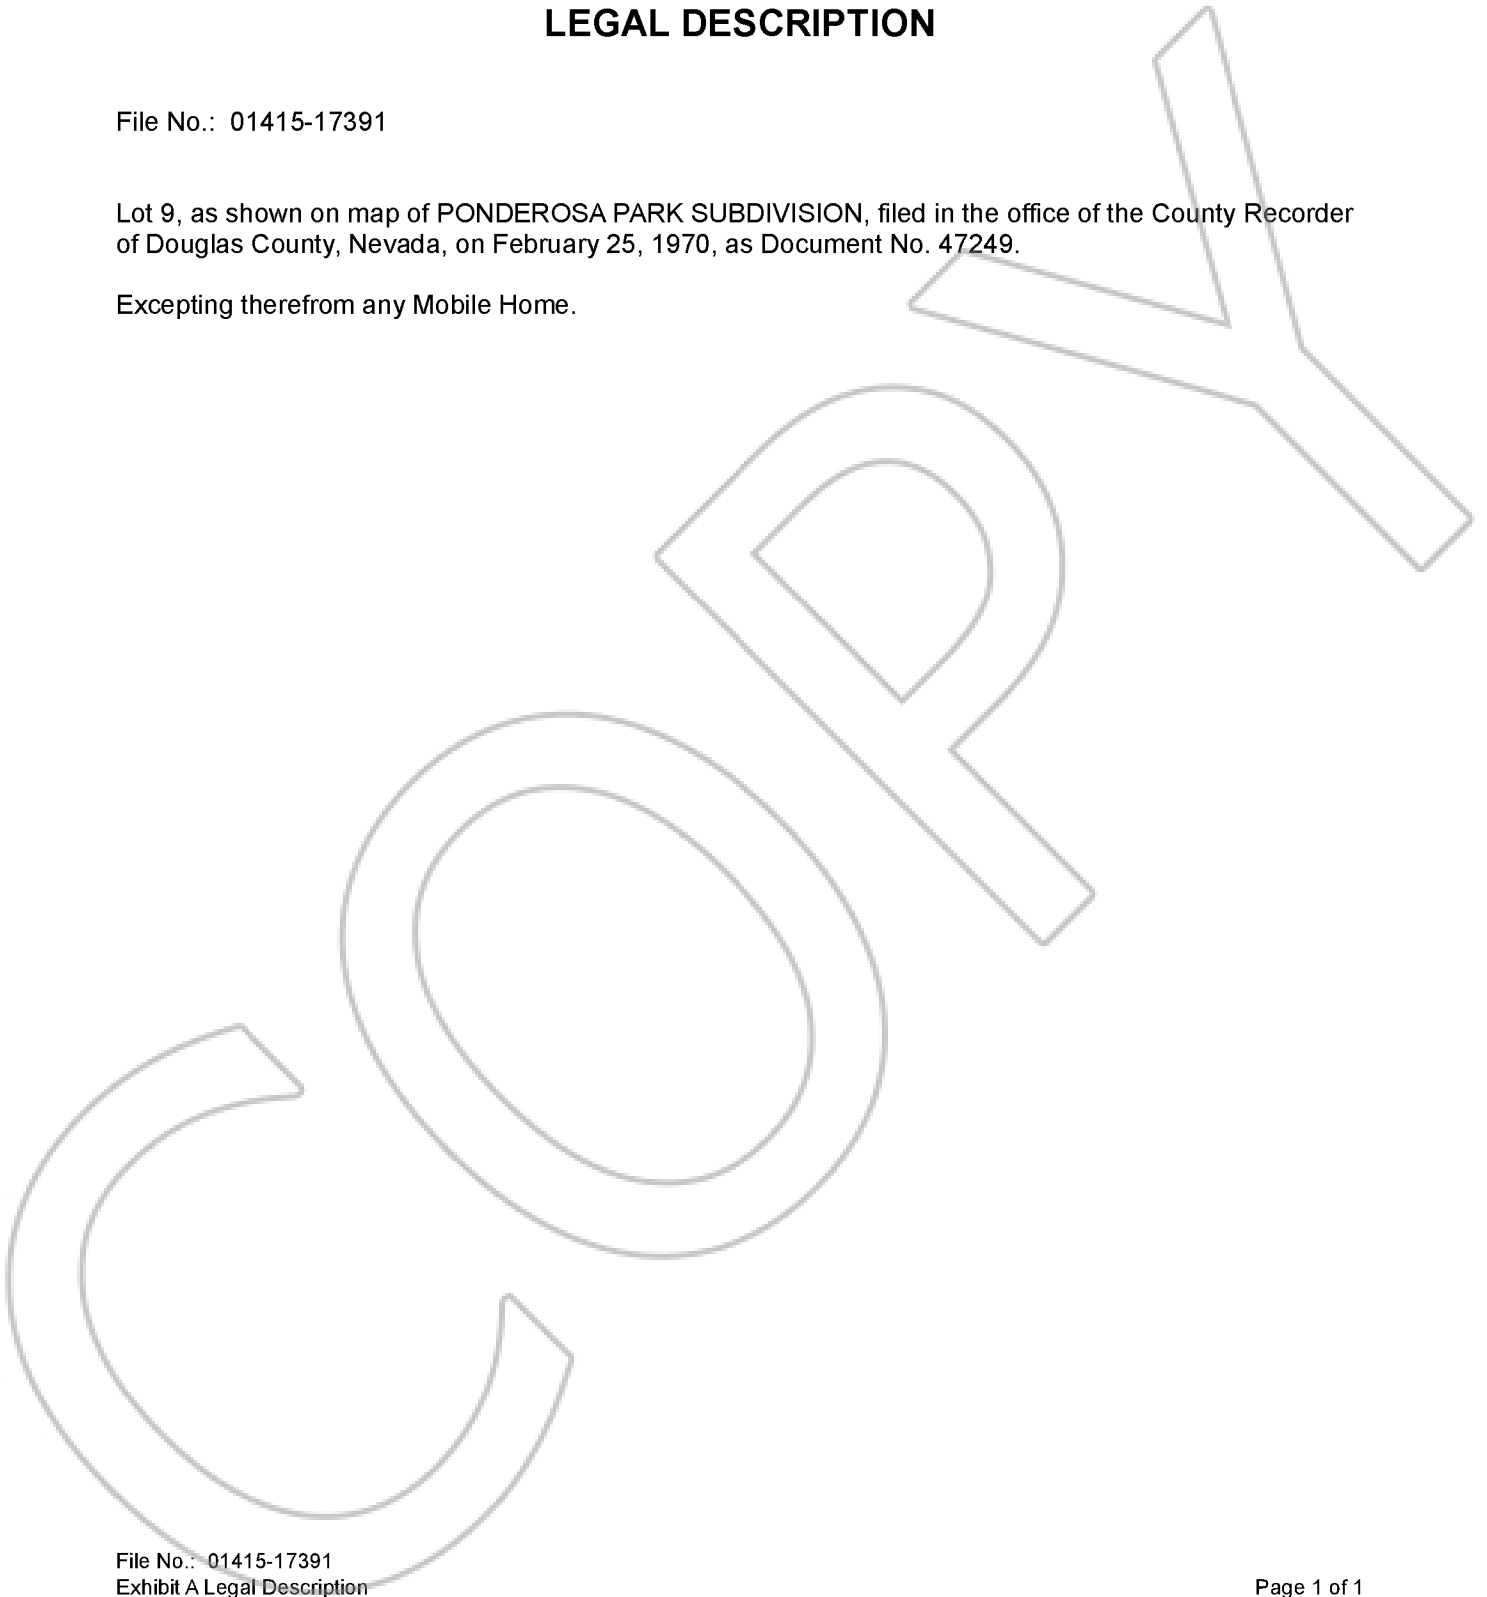 LEGAL DESCRIPTION
File No.: 01415-17391
Lot 9, as shown on map of PONDEROSA PARK SUBDIVISION, filed in the office of the County Recorder
of Douglas County, Nevada, on February 25, 1970, as Document No. 47249.
Excepting therefrom any Mobile Home.
COPY
File No.: 01415-17391
Exhibit A Legal Description
Page 1 of 1